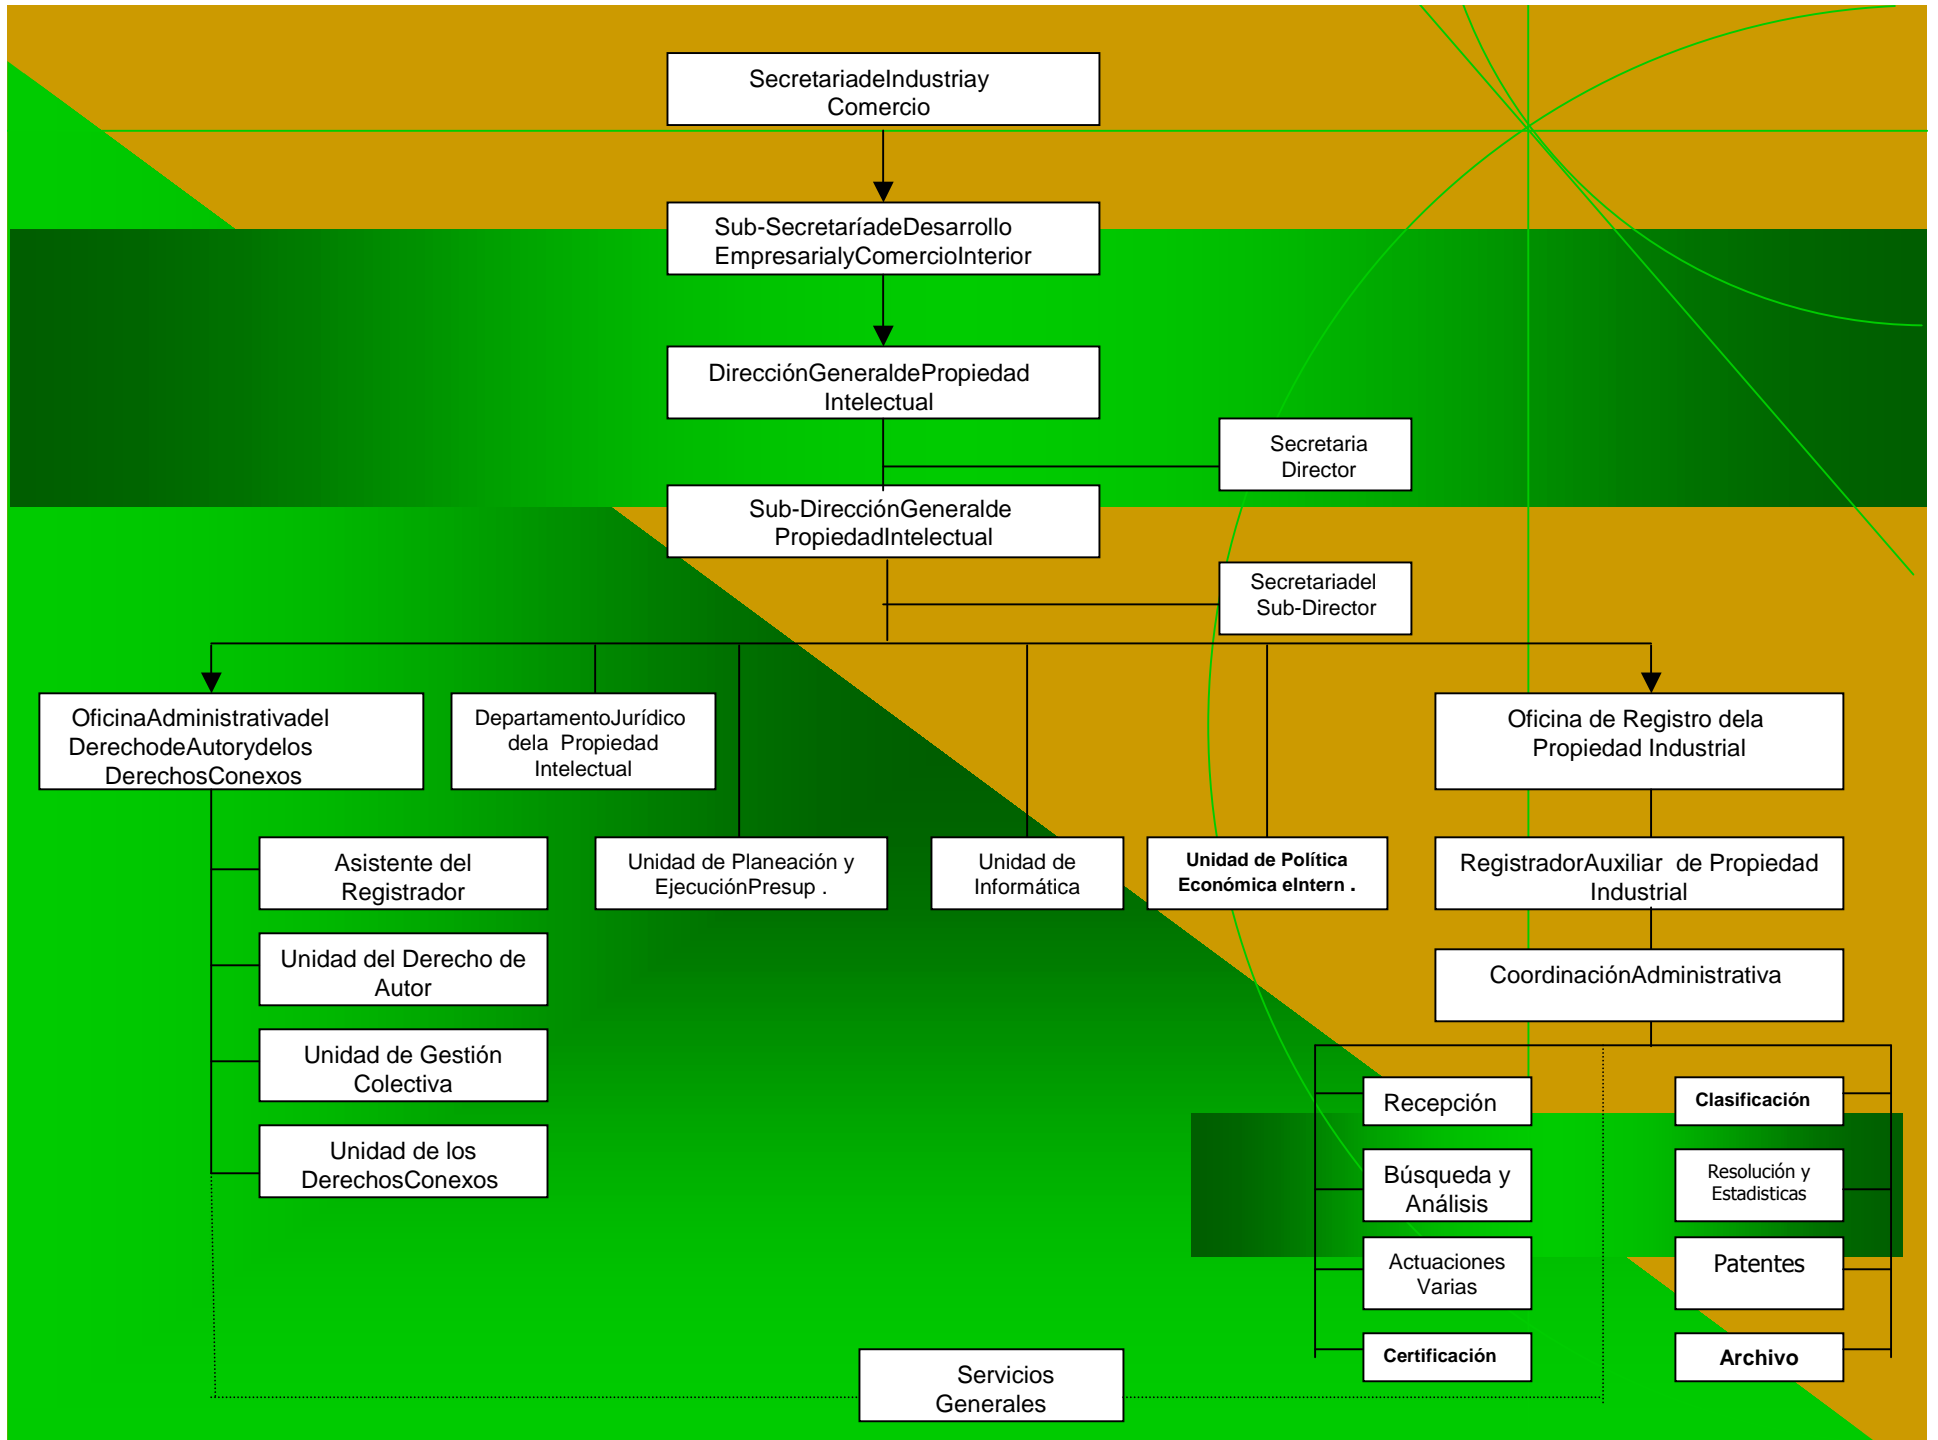 SecretariadeIndustriay
Comercio
Sub-SecretaríadeDesarrollo
EmpresarialyComercioInterior
DirecciónGeneraldePropiedad
Intelectual
Secretaria
Director
Sub-DirecciónGeneralde
PropiedadIntelectual
Secretariadel
Sub-Director
OficinaAdministrativadel
DerechodeAutorydelos
DerechosConexos
DepartamentoJurídico
dela Propiedad
Intelectual
Oficina de Registro dela
Propiedad Industrial
Asistente del
Registrador
Unidad de Planeación y
EjecuciónPresup .
Unidad de
Informática
Unidad de Política
Económica eIntern .
RegistradorAuxiliar de Propiedad
Industrial
Unidad del Derecho de
Autor
CoordinaciónAdministrativa
Unidad de Gestión
Colectiva
Unidad de los
DerechosConexos
Recepción
Clasificación
Búsqueda y
Análisis
Resolución y
Estadisticas
Actuaciones
Varias
Patentes
Certificación
Archivo
Servicios
Generales